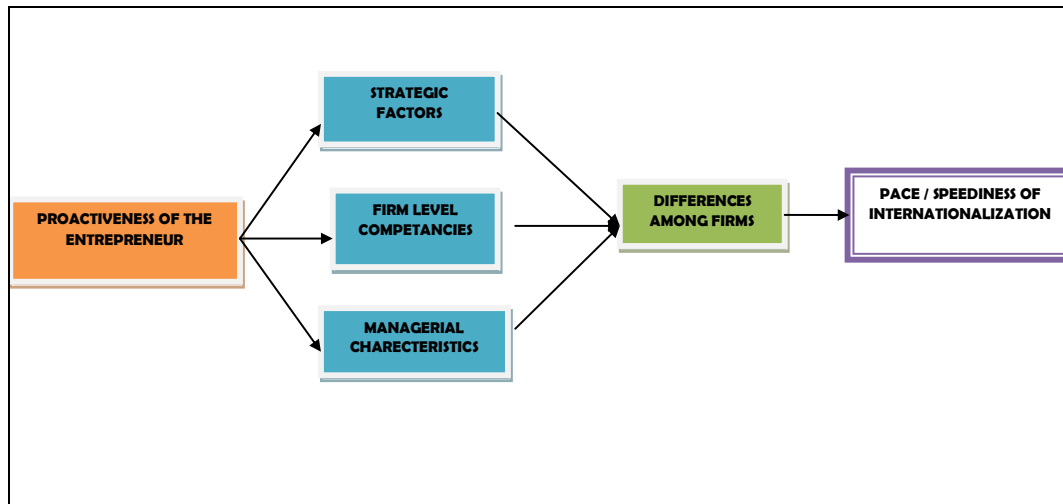 STRATEGIC
FACTORS
PROACTIVENESS OF THE
ENTREPRENEUR
FIRM LEVEL
COMPETANCIES
MANAGERIAL
CHARECTERISTICS
DIFFERENCES
AMONG FIRMS
PACE / SPEEDINESS OF
INTERNATIONALIZATION